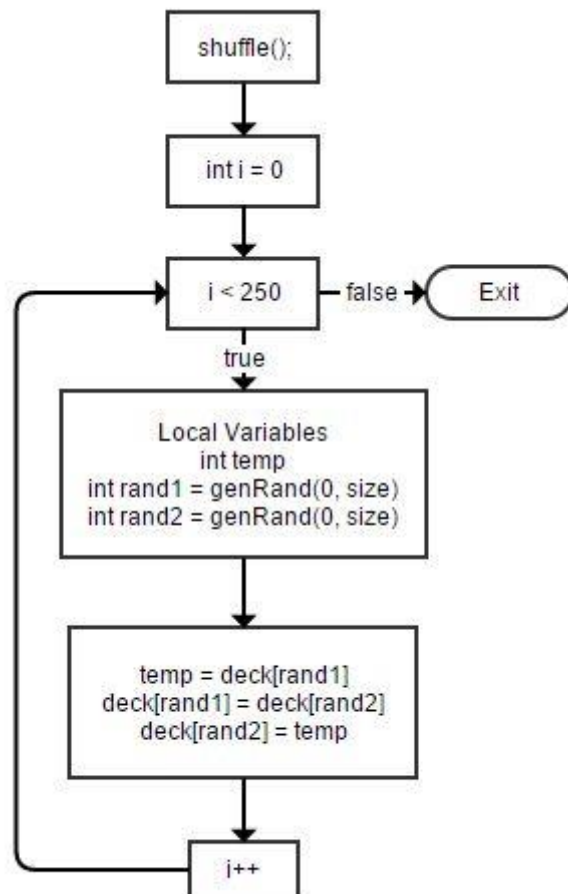 shuffle();
int i = 0
i < 250
false
Exit
true
Local Variables
int temp
int rand1 = genRand(0, size)
int rand2 = genRand(0, size)
temp = deck[rand1]
deck[rand1] = deck[rand2]
deck[rand2] = temp
i++